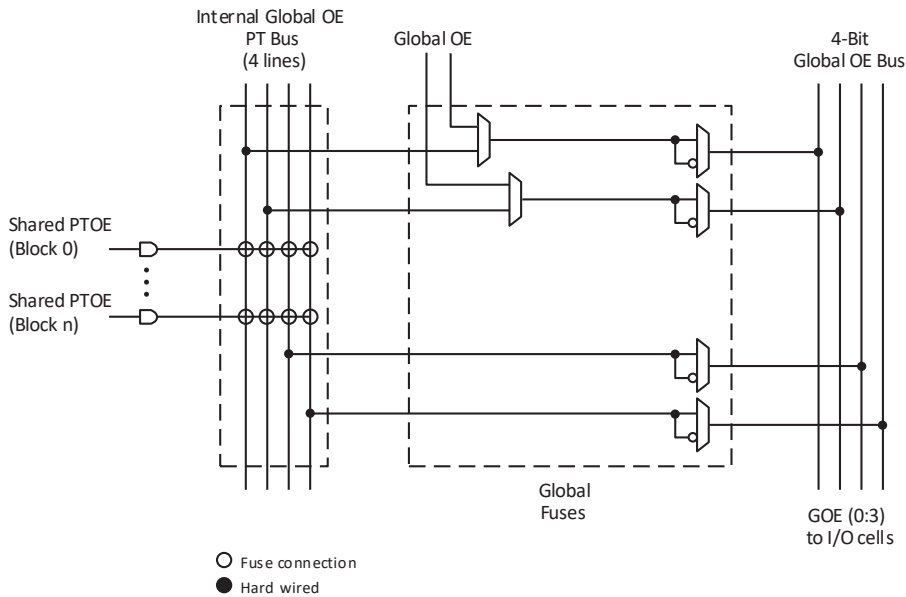 Internal Global OE
PT Bus
(4 lines)
Global OE
4-Bit
Global OE Bus
Shared PTOE
(Block 0)
Shared PTOE
(Block n)
Global
Fuses
GOE (0:3)
to I/O cells
Fuse connection
Hard wired